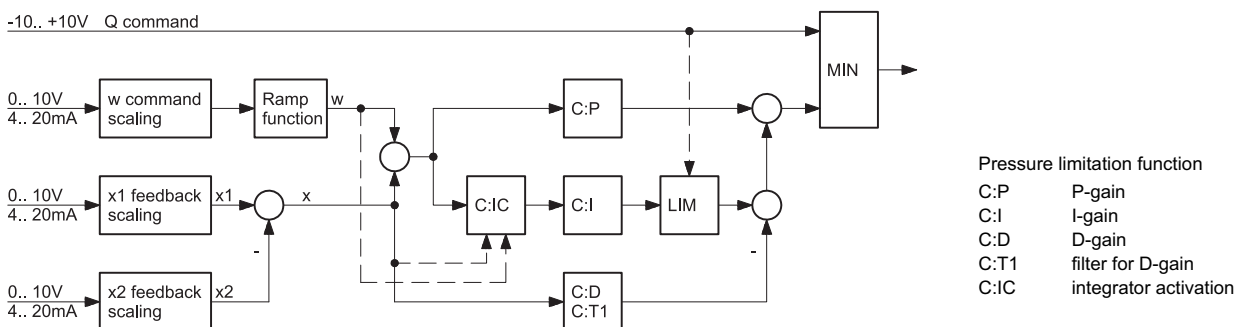 -10.. +10V Q command
MIN
0.. 10V
4.. 20mA
w command
scaling
Ramp
function
w
C:P
0.. 10V
4.. 20mA
x1 feedback
scaling
x1
x
C:IC
C:I
LIM
-
-
0.. 10V
4.. 20mA
x2 feedback
scaling
x2
C:D
C:T1
Pressure limitation function
C:P P-gain
C:I I-gain
C:D D-gain
C:T1 filter for D-gain
C:IC integrator activation